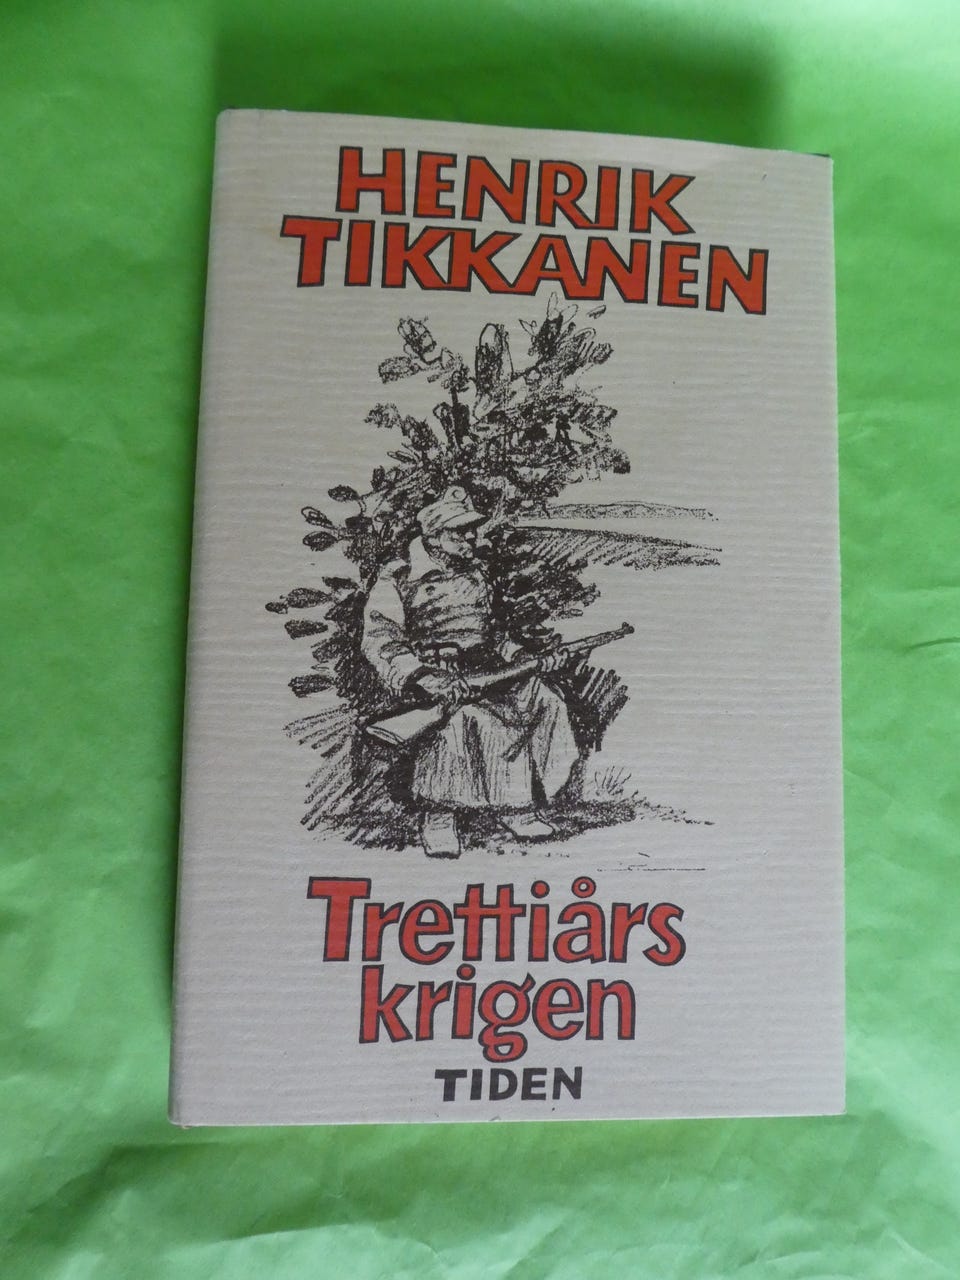 HENRIK
TIKKANEN
Trettiårs
krigen
TIDEN